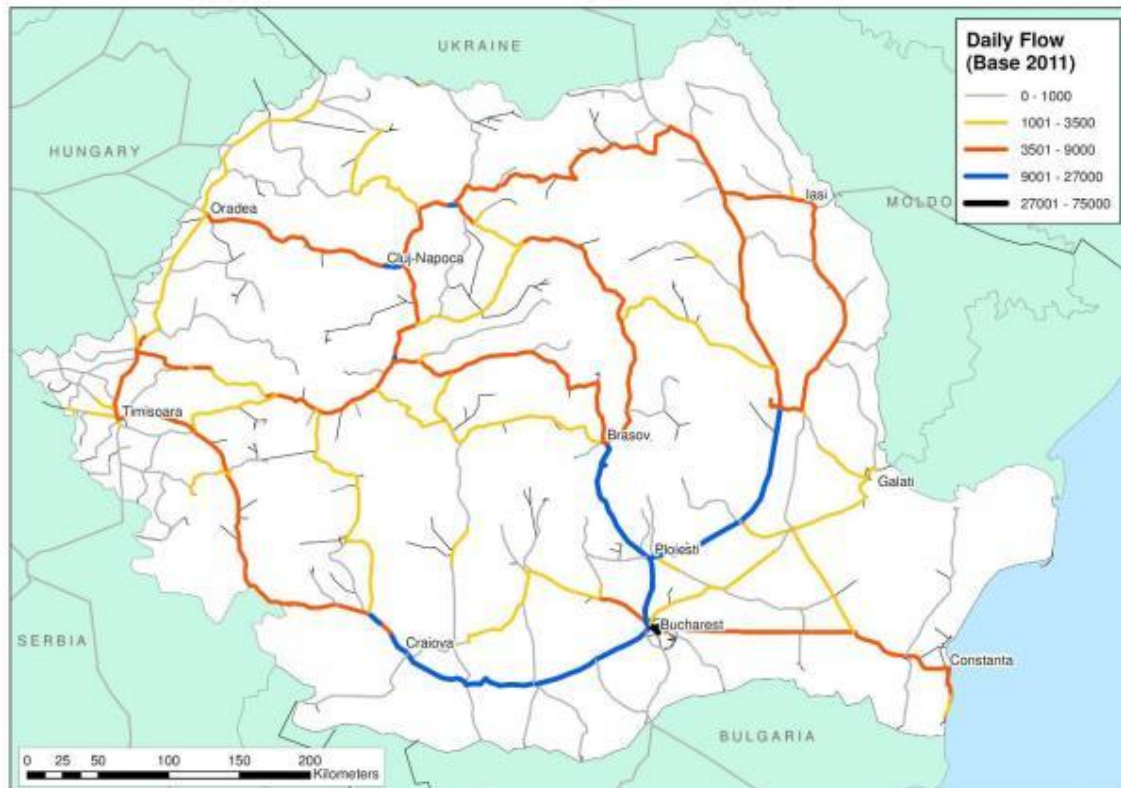 UKRAINE
Daily Flow
(Base 2011)
0 - 1000
1001 - 3500
3501 - 9000
9001 - 27000
27001 - 75000
HUNGARY
Oradea
Iasi
MOLDO
Cluj-Napoca
Timisoara
Brasov
Galati
Ploiesti
SERBIA
Craiova
Bucharest
Constanta
BULGARIA
0 25 50 100 150 200
Kilometers